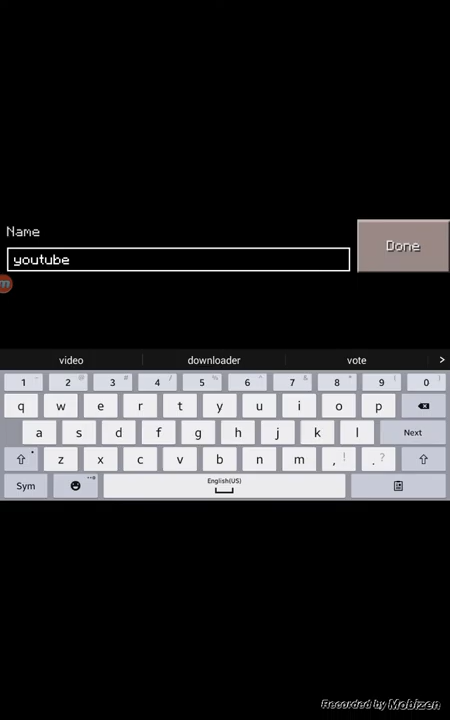 Name
Done
youtube
video downloader vote >
1 2 3 4 5 6 7 8 9 0
q w e r t y u i o p
a s d f g h j k l Next
z x c v b n m , ! . ?
Sym English(US)
Recorded by Mobizen